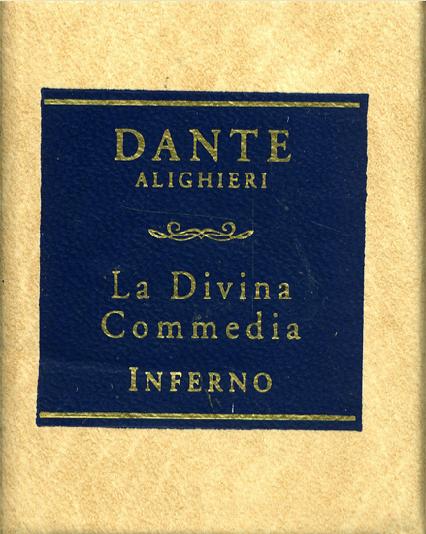 DANTE
ALIGHIERI
La Divina
Commedia
INFERNO